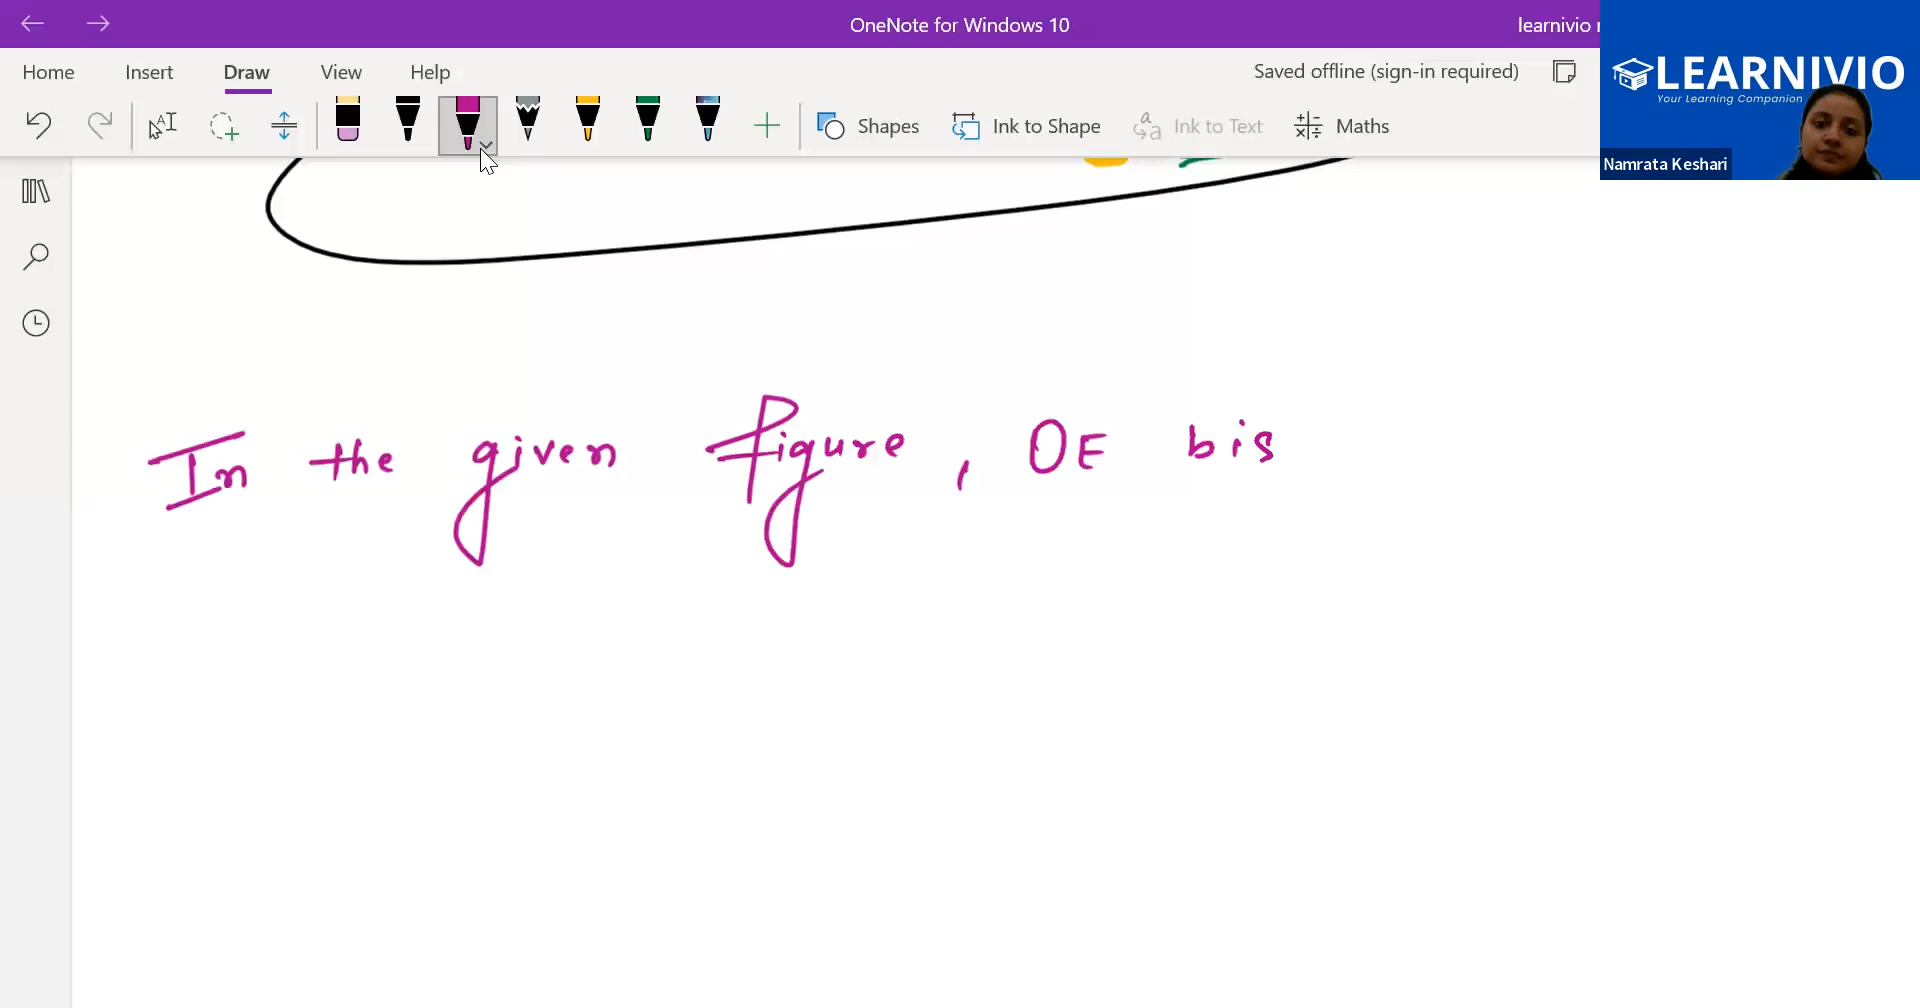 OneNote for Windows 10
learnivio
Home Insert Draw View Help
Saved offline (sign-in required)
LEARNIVIO
Your Learning Companion
Shapes Ink to Shape Ink to Text Maths
Namrata Keshari
In the given figure, OE bis